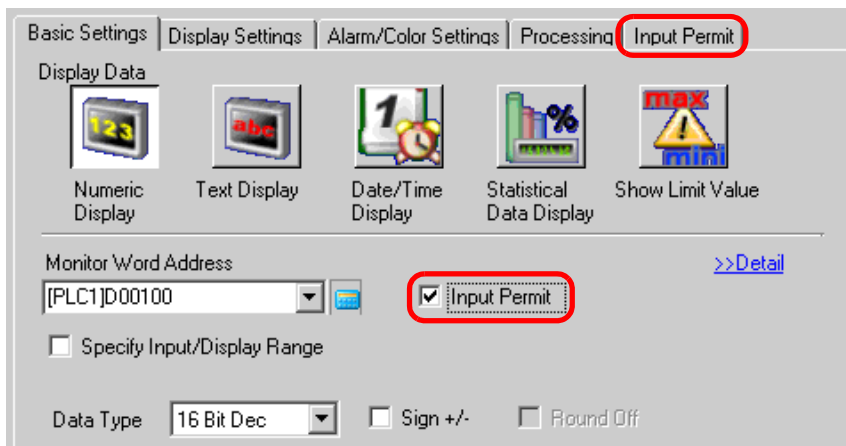 Basic Settings Display Settings Alarm/Color Settings Processing Input Permit
Display Data
123 abc 1 % max
mini
Numeric Display Text Display Date/Time Display Statistical Data Display Show Limit Value
Monitor Word Address >>Detail
[PLC1]D00100 Input Permit
Specify Input/Display Range
Data Type 16 Bit Dec Sign +/- Round Off